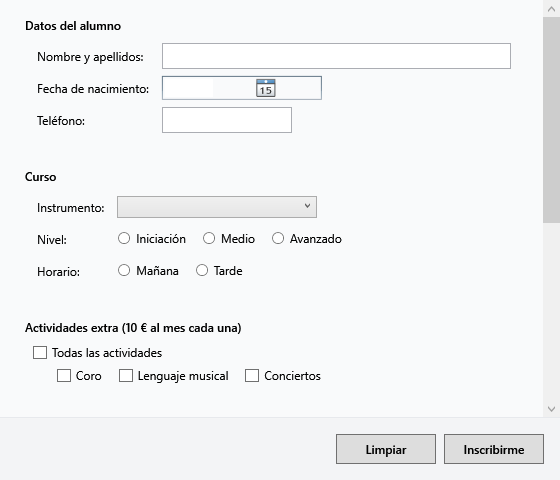 Datos del alumno
Nombre y apellidos:
Fecha de nacimiento: 15
Teléfono:
Curso
Instrumento:
Nivel: Iniciación Medio Avanzado
Horario: Mañana Tarde
Actividades extra (10 € al mes cada una)
Todas las actividades
Coro Lenguaje musical Conciertos
Limpiar Inscribirme